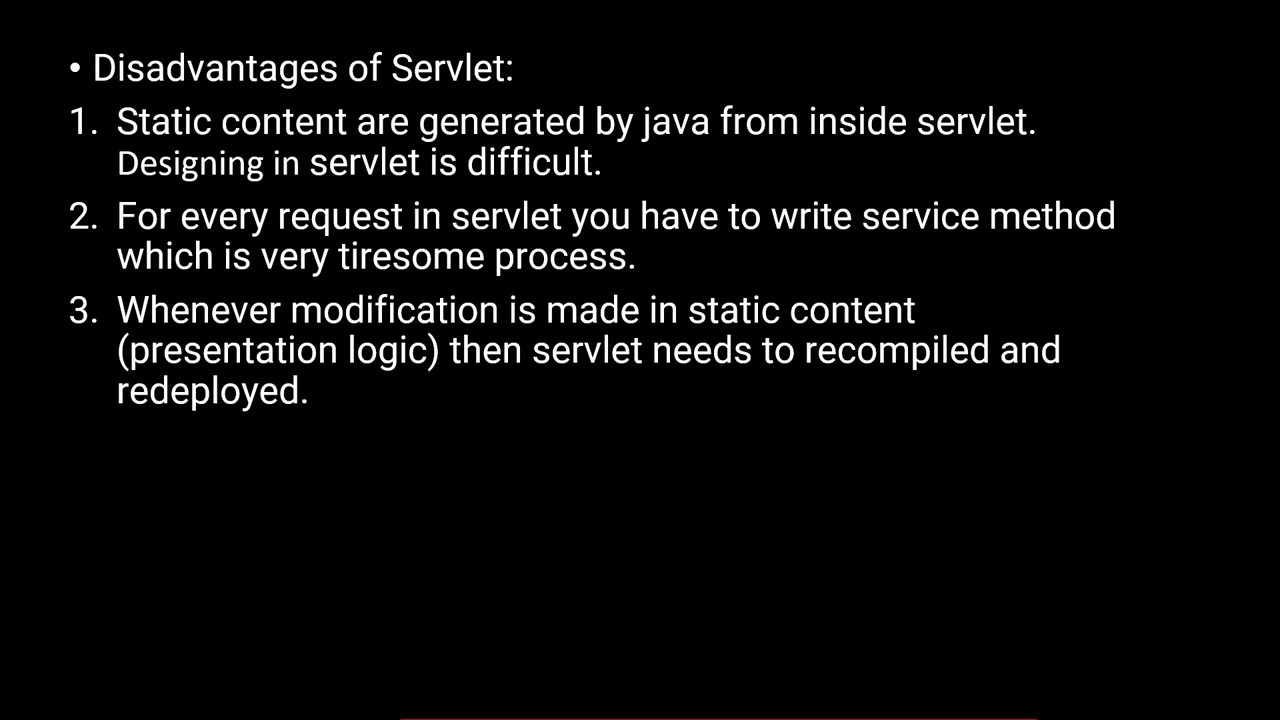 • Disadvantages of Servlet:
1. Static content are generated by java from inside servlet.
Designing in servlet is difficult.
2. For every request in servlet you have to write service method
which is very tiresome process.
3. Whenever modification is made in static content
(presentation logic) then servlet needs to recompiled and
redeployed.